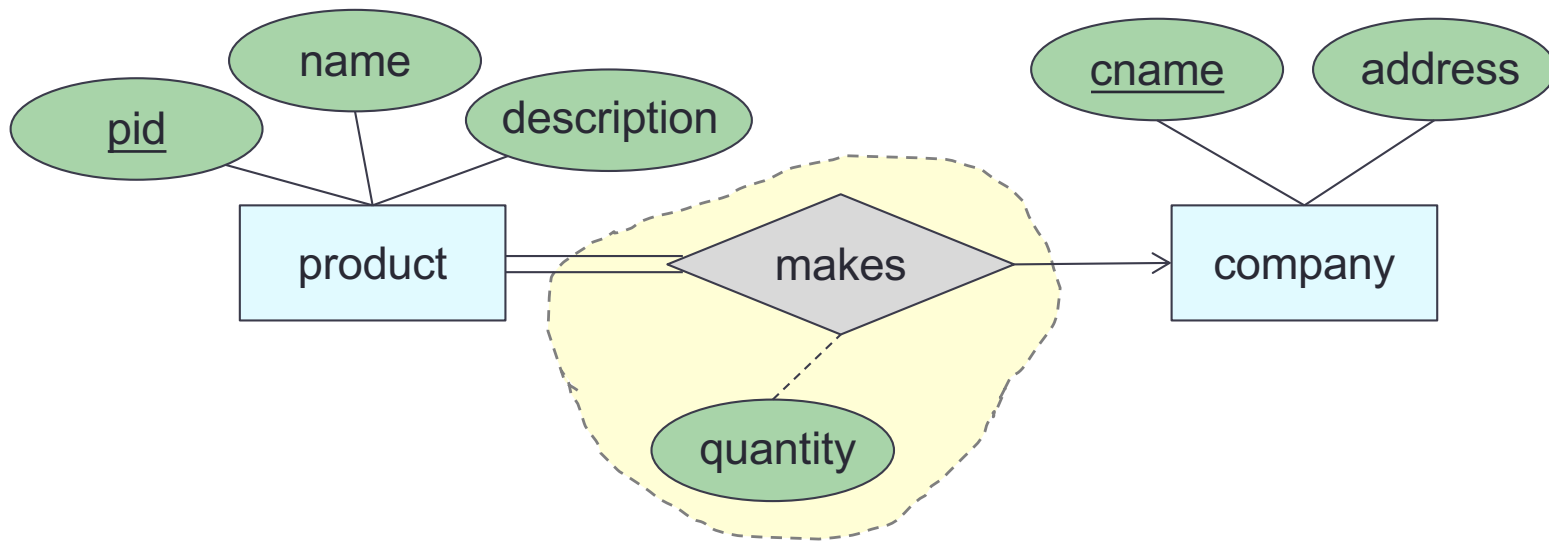 name
pid
description
cname
address
product
makes
company
quantity